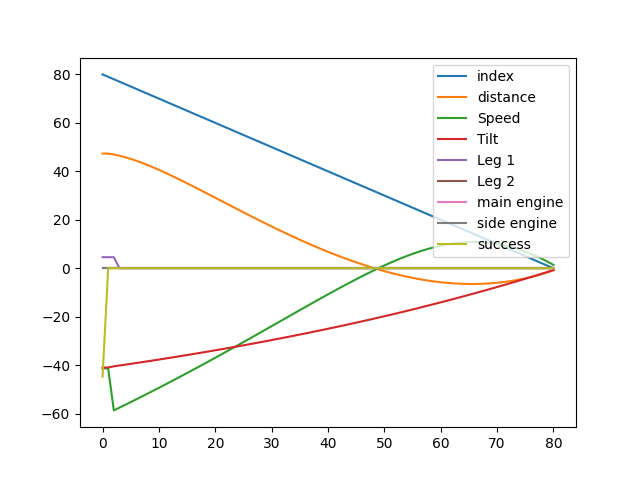 80
60
40
20
0
−20
−40
−60
0 10 20 30 40 50 60 70 80
index
distance
Speed
Tilt
Leg 1
Leg 2
main engine
side engine
success